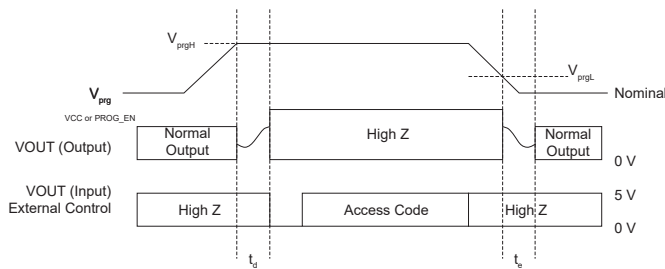 VprgH
VprgL
Vprg
Nominal
VCC or PROG_EN
VOUT (Output)
Normal
Output
High Z
Normal
Output
0 V
VOUT (Input)
External Control
High Z
Access Code
High Z
5 V
0 V
td
te